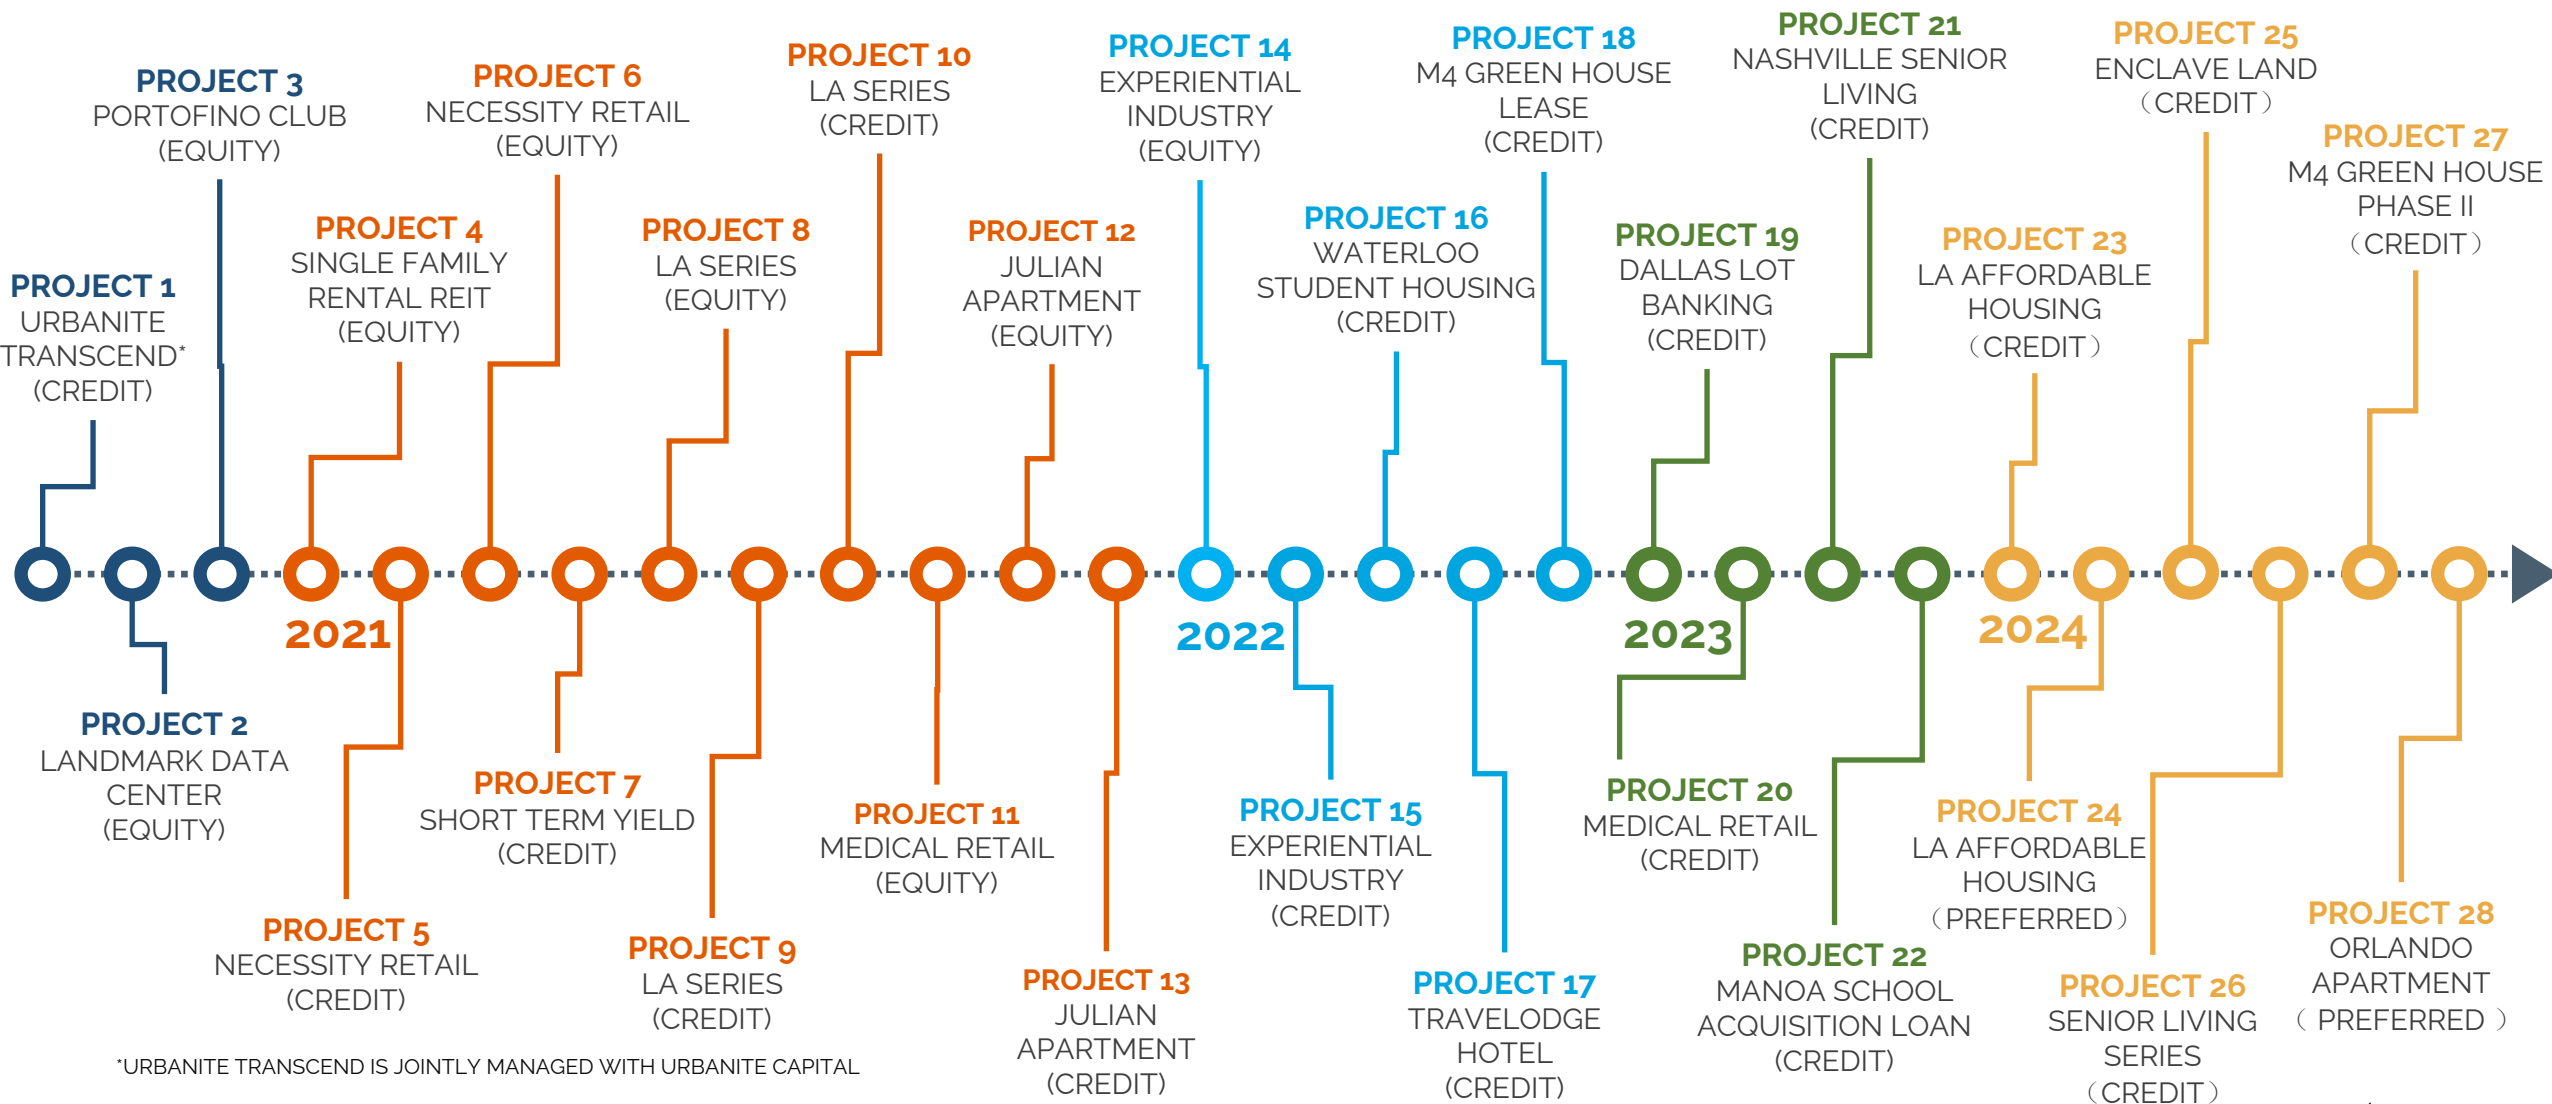 PROJECT 1
URBANITE
TRANSCEND*
(CREDIT)
PROJECT 2
LANDMARK DATA
CENTER
(EQUITY)
PROJECT 3
PORTOFINO CLUB
(EQUITY)
PROJECT 4
SINGLE FAMILY
RENTAL REIT
(EQUITY)
2021
PROJECT 5
NECESSITY RETAIL
(CREDIT)
PROJECT 6
NECESSITY RETAIL
(EQUITY)
PROJECT 7
SHORT TERM YIELD
(CREDIT)
PROJECT 8
LA SERIES
(EQUITY)
PROJECT 9
LA SERIES
(CREDIT)
PROJECT 10
LA SERIES
(CREDIT)
PROJECT 11
MEDICAL RETAIL
(EQUITY)
PROJECT 12
JULIAN
APARTMENT
(EQUITY)
PROJECT 13
JULIAN
APARTMENT
(CREDIT)
PROJECT 14
EXPERIENTIAL
INDUSTRY
(EQUITY)
2022
PROJECT 15
EXPERIENTIAL
INDUSTRY
(CREDIT)
PROJECT 16
WATERLOO
STUDENT HOUSING
(CREDIT)
PROJECT 17
TRAVELODGE
HOTEL
(CREDIT)
PROJECT 18
M4 GREEN HOUSE
LEASE
(CREDIT)
PROJECT 19
DALLAS LOT
BANKING
(CREDIT)
2023
PROJECT 20
MEDICAL RETAIL
(CREDIT)
PROJECT 21
NASHVILLE SENIOR
LIVING
(CREDIT)
PROJECT 22
MANOA SCHOOL
ACQUISITION LOAN
(CREDIT)
PROJECT 23
LA AFFORDABLE
HOUSING
（CREDIT）
2024
PROJECT 24
LA AFFORDABLE
HOUSING
（PREFERRED）
PROJECT 25
ENCLAVE LAND
（CREDIT）
PROJECT 26
SENIOR LIVING
SERIES
（CREDIT）
PROJECT 27
M4 GREEN HOUSE
PHASE II
（CREDIT）
PROJECT 28
ORLANDO
APARTMENT
（ PREFERRED ）
*URBANITE TRANSCEND IS JOINTLY MANAGED WITH URBANITE CAPITAL